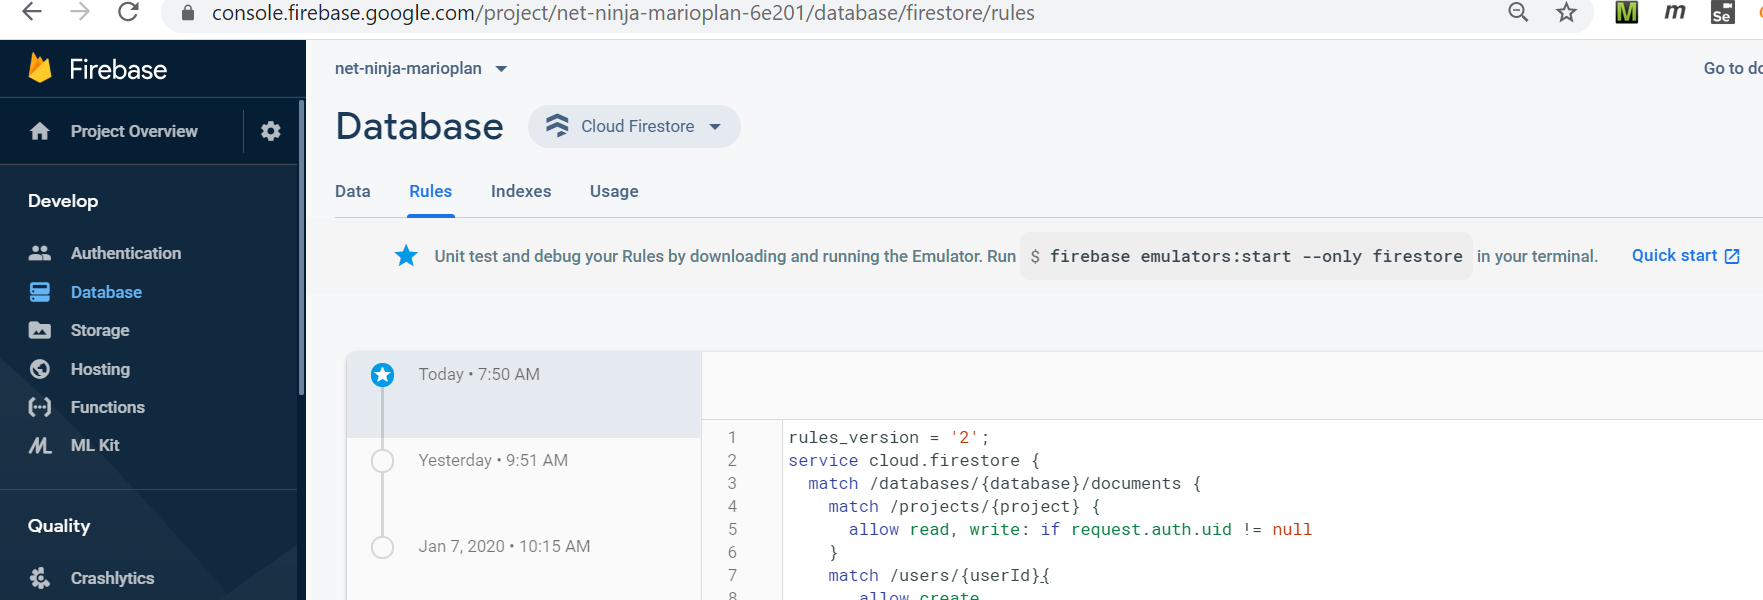 console.firebase.google.com/project/net-ninja-marioplan-6e201/database/firestore/rules
M m Se
Firebase
net-ninja-marioplan
Project Overview
Database
Cloud Firestore
Develop
Data Rules Indexes Usage
Authentication
Unit test and debug your Rules by downloading and running the Emulator. Run $ firebase emulators:start --only firestore in your terminal. Quick start
Database
Storage
Hosting
Functions
ML Kit
Quality
Crashlytics
Today • 7:50 AM
Yesterday • 9:51 AM
Jan 7, 2020 • 10:15 AM
1 rules_version = '2';
2 service cloud.firestore {
3 match /databases/{database}/documents {
4 match /projects/{project} {
5 allow read, write: if request.auth.uid != null
6 }
7 match /users/{userId}{
8 allow create
Go to